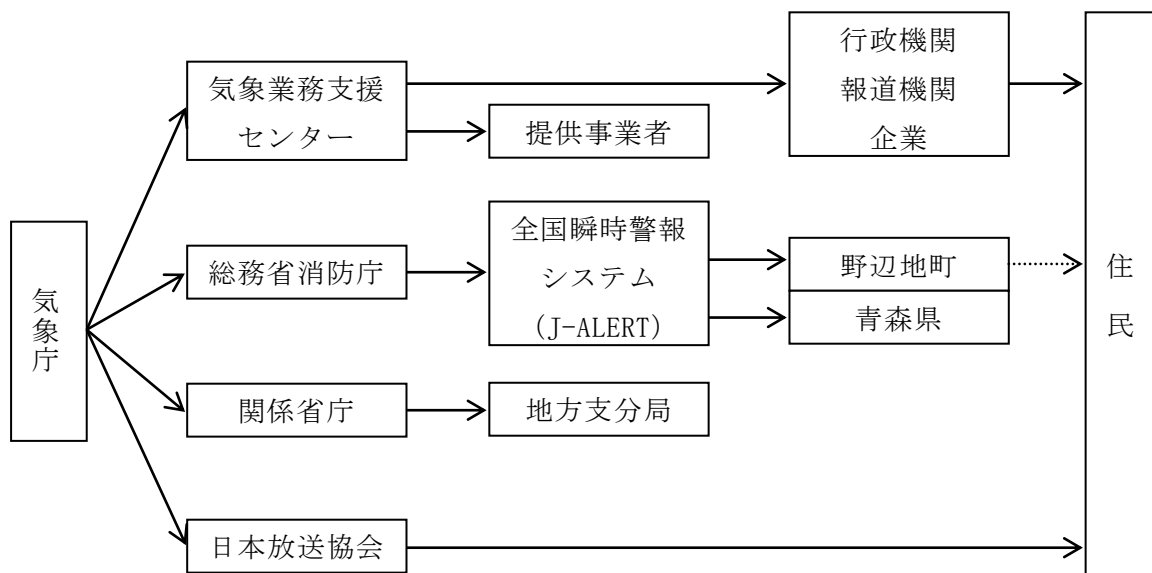 気象庁
気象業務支援
センター
提供事業者
行政機関
報道機関
企業
総務省消防庁
全国瞬時警報
システム
(J-ALERT)
野辺地町
青森県
関係省庁
地方支分局
日本放送協会
住民